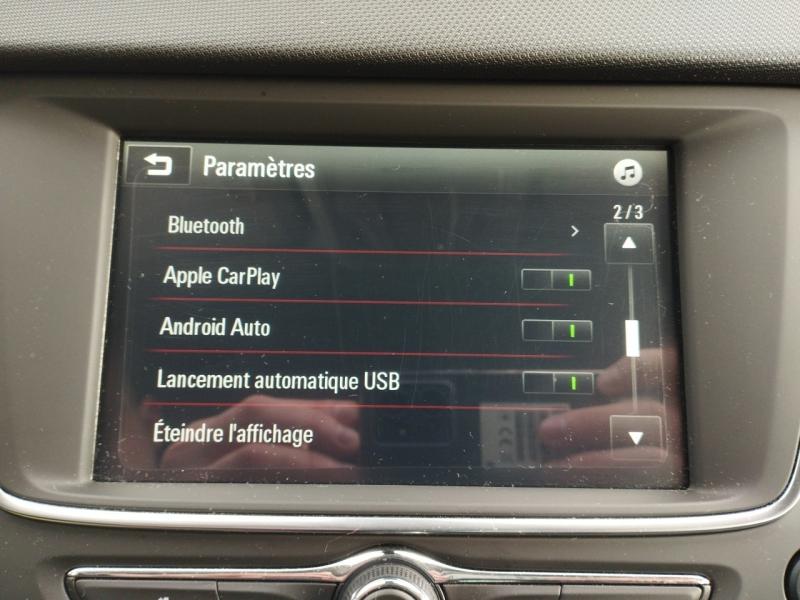 Paramètres
2/3
Bluetooth
Apple CarPlay
Android Auto
Lancement automatique USB
Éteindre l'affichage